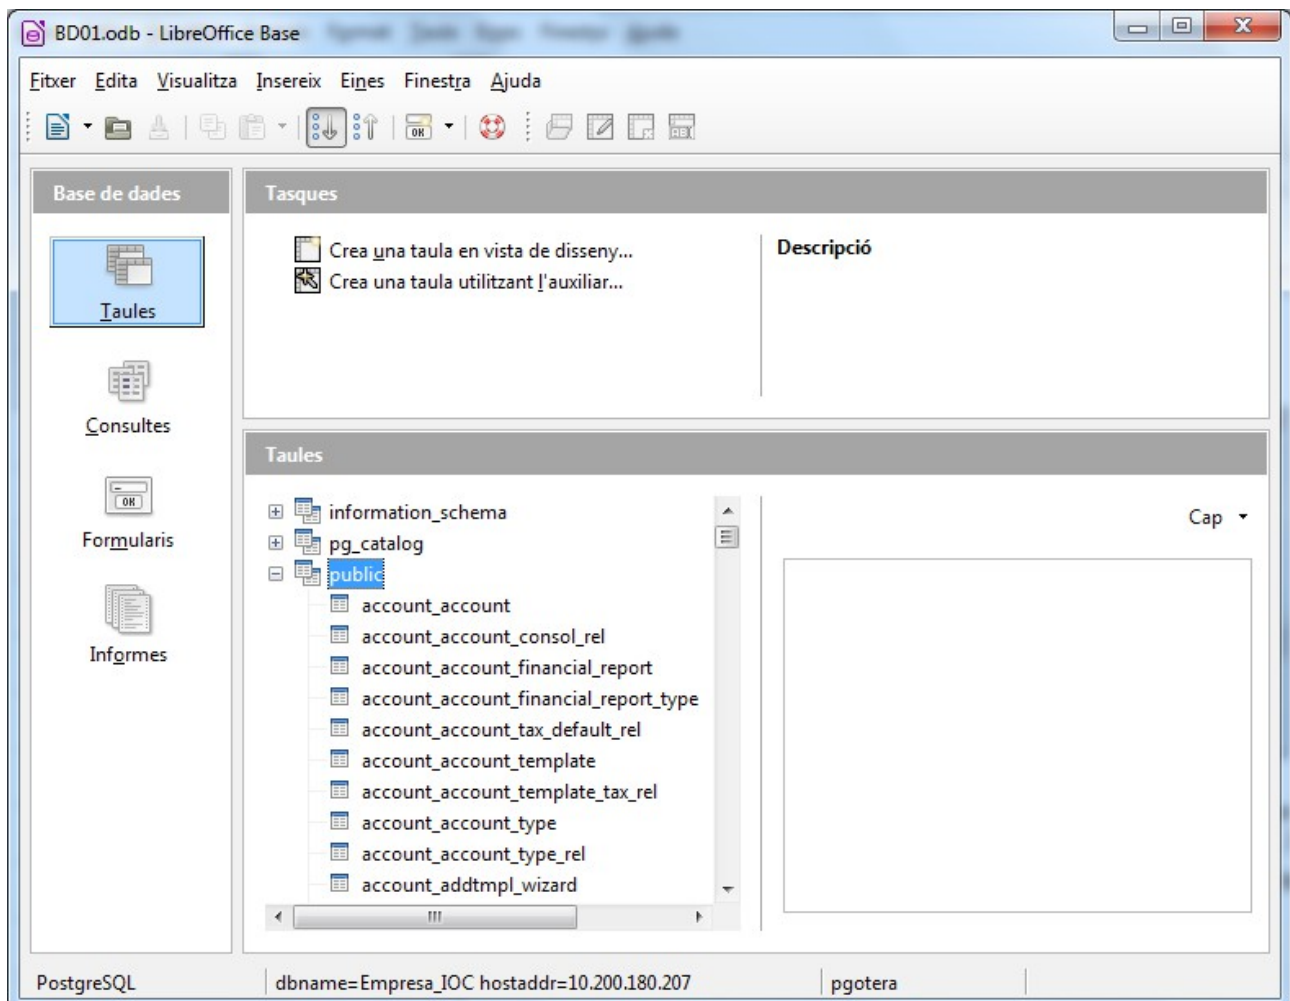 BD01.odb - LibreOffice Base
Fitxer Edita Visualitza Insereix Eines Finestra Ajuda
Base de dades
Taules
Consultes
Formularis
Informes
Tasques
Crea una taula en vista de disseny...
Crea una taula utilitzant l'auxiliar...
Descripció
Taules
information_schema
pg_catalog
public
account_account
account_account_consol_rel
account_account_financial_report
account_account_financial_report_type
account_account_tax_default_rel
account_account_template
account_account_template_tax_rel
account_account_type
account_account_type_rel
account_addtmpl_wizard
Cap
PostgreSQL
dbname=Empresa_IOC hostaddr=10.200.180.207
pgotera